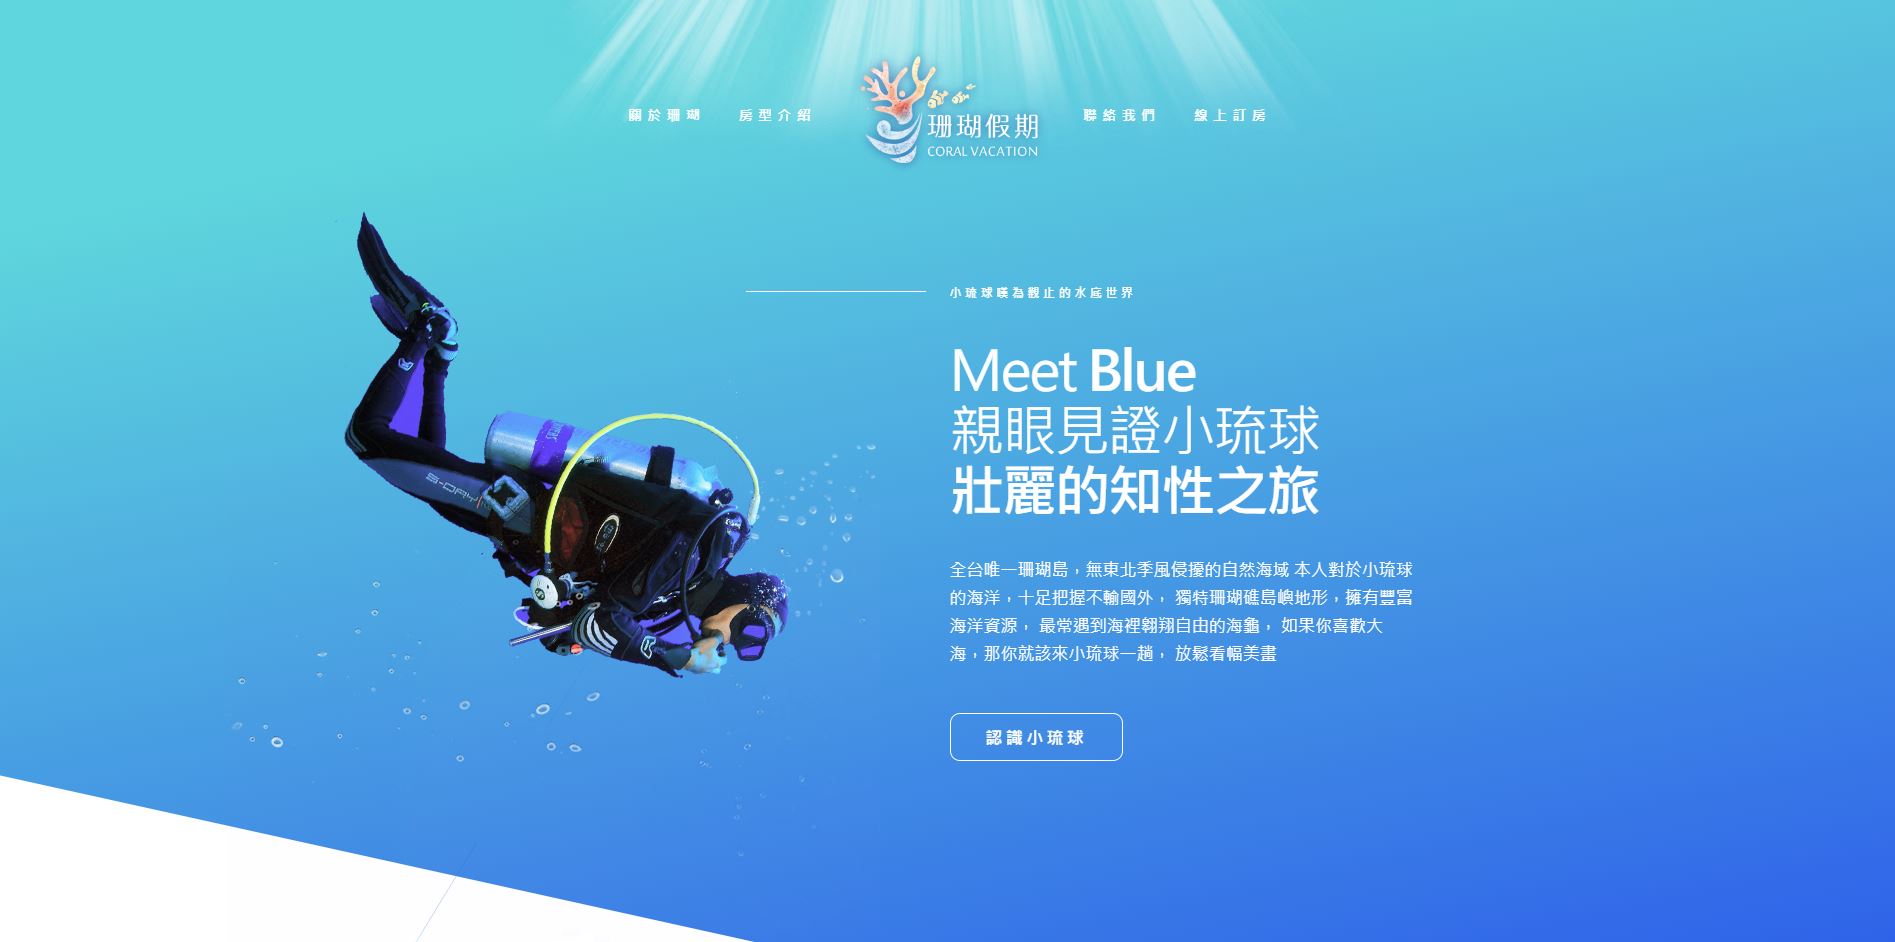 關於珊瑚
房型介紹
珊瑚假期
CORAL VACATION
聯絡我們
線上訂房
小琉球嘆為觀止的水底世界
Meet Blue
親眼見證小琉球
壯麗的知性之旅
全台唯一珊瑚島，無東北季風侵擾的自然海域 本人對於小琉球
的海洋，十足把握不輸國外， 獨特珊瑚礁島嶼地形，擁有豐富
海洋資源， 最常遇到海裡翱翔自由的海龜， 如果你喜歡大
海，那你就該來小琉球一趟， 放鬆看幅美畫
S-DRY
認識小琉球